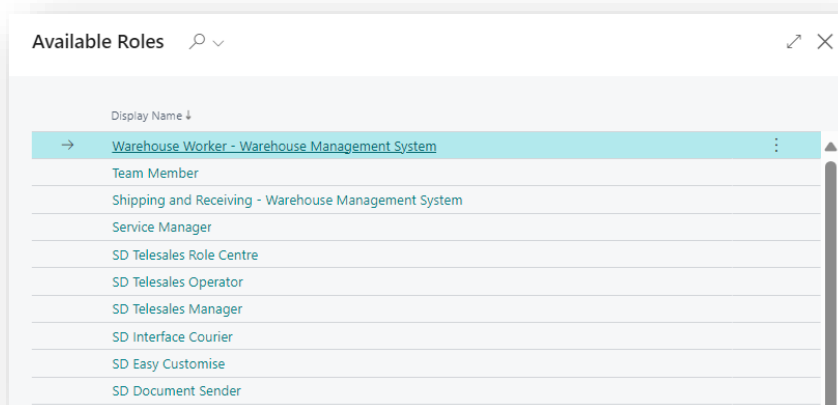 Available Roles
Display Name ↓
Warehouse Worker - Warehouse Management System
Team Member
Shipping and Receiving - Warehouse Management System
Service Manager
SD Telesales Role Centre
SD Telesales Operator
SD Telesales Manager
SD Interface Courier
SD Easy Customise
SD Document Sender